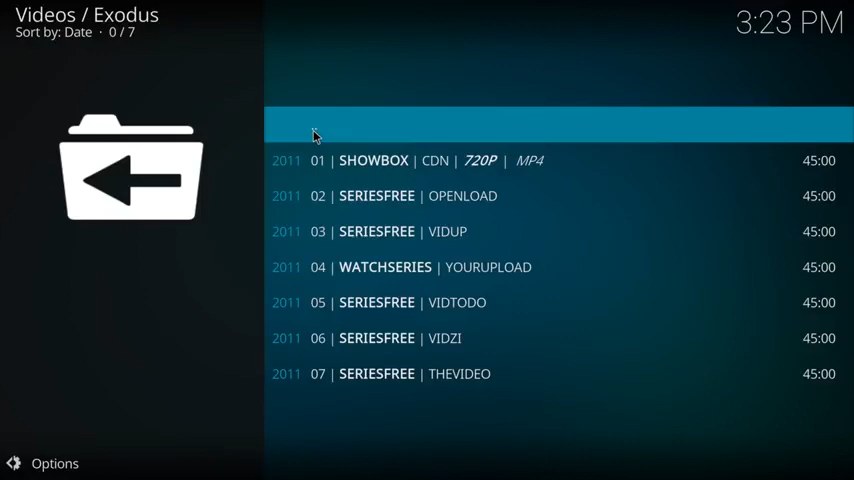 Videos / Exodus
3:23 PM
Sort by: Date · 0 / 7
2011 01 | SHOWBOX | CDN | 720P | MP4 45:00
2011 02 | SERIESFREE | OPENLOAD 45:00
2011 03 | SERIESFREE | VIDUP 45:00
2011 04 | WATCHSERIES | YOURUPLOAD 45:00
2011 05 | SERIESFREE | VIDTODO 45:00
2011 06 | SERIESFREE | VIDZI 45:00
2011 07 | SERIESFREE | THEVIDEO 45:00
Options